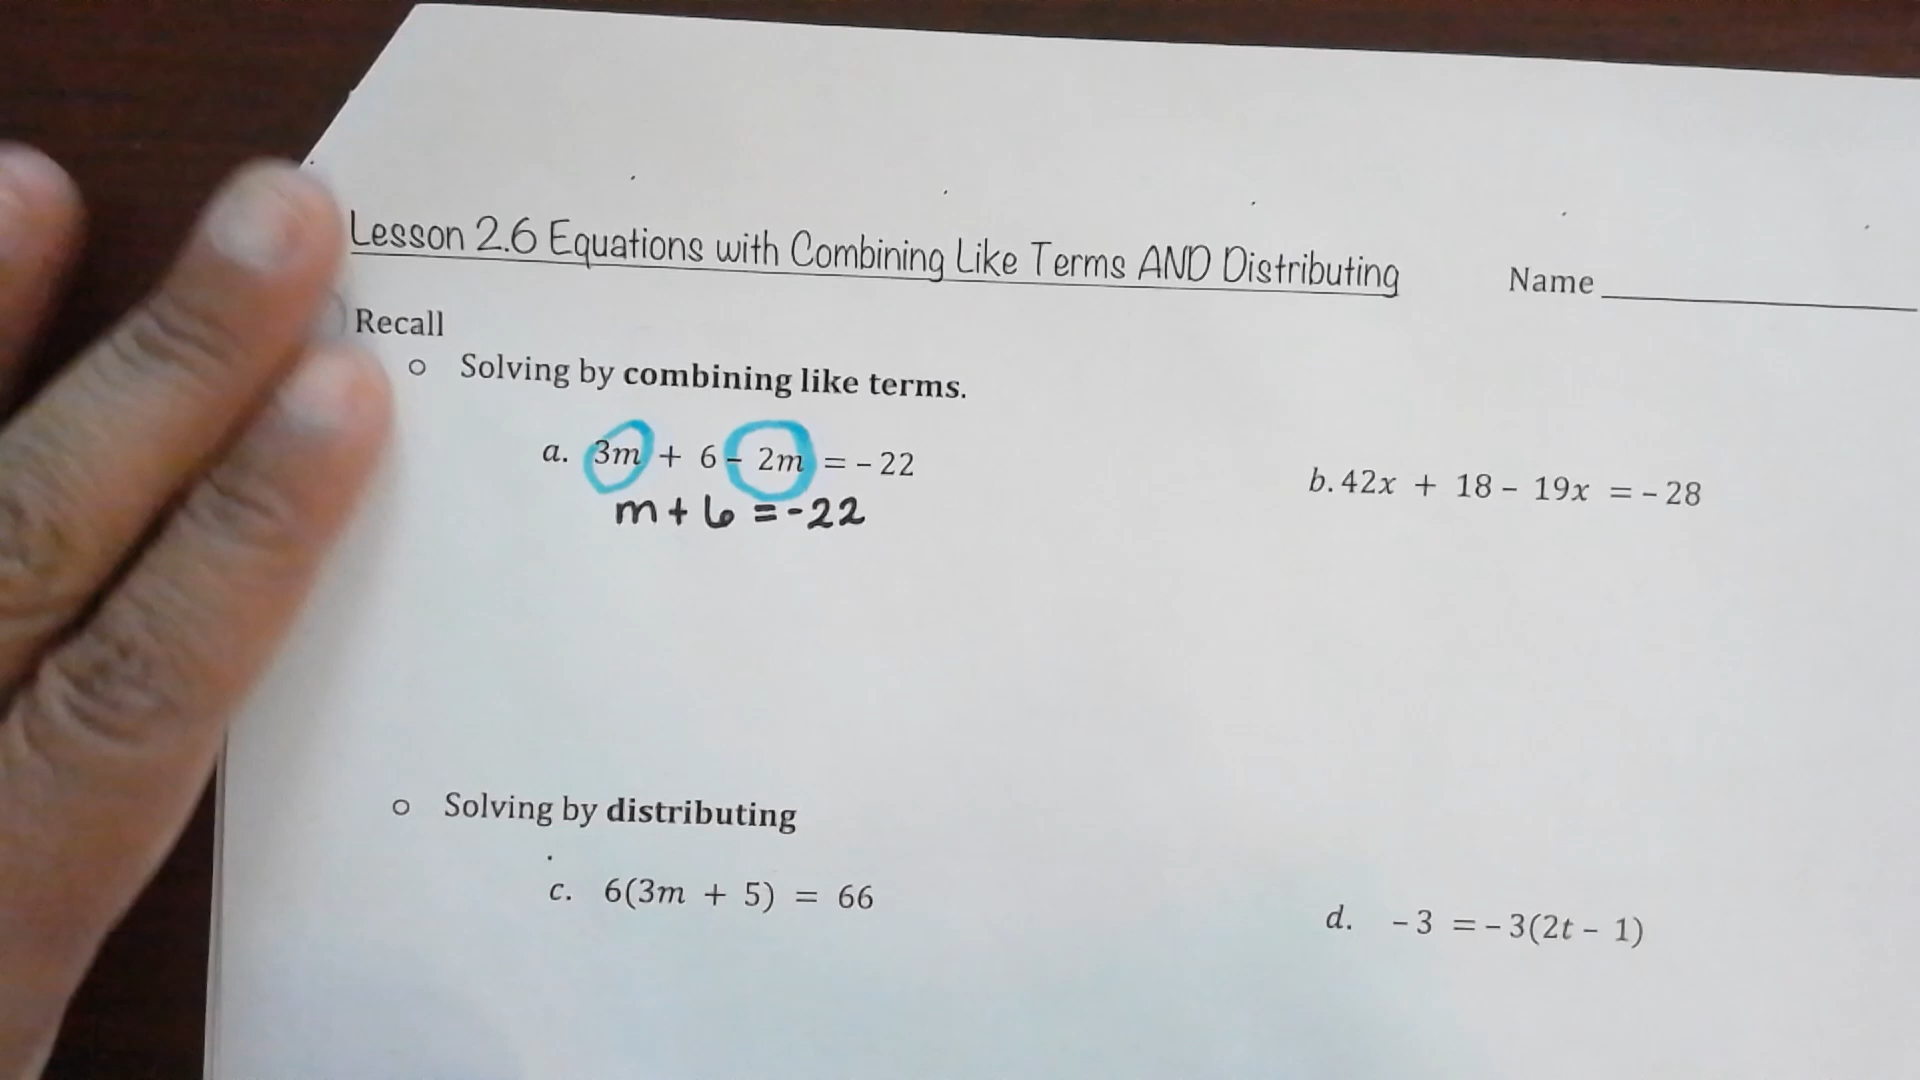 Lesson 2.6 Equations with Combining Like Terms AND Distributing Name
Recall
o Solving by combining like terms.
a. 3m + 6 – 2m = – 22
b. 42x + 18 – 19x = – 28
m + 6 = -22
o Solving by distributing
c. 6(3m + 5) = 66
d. – 3 = – 3(2t – 1)